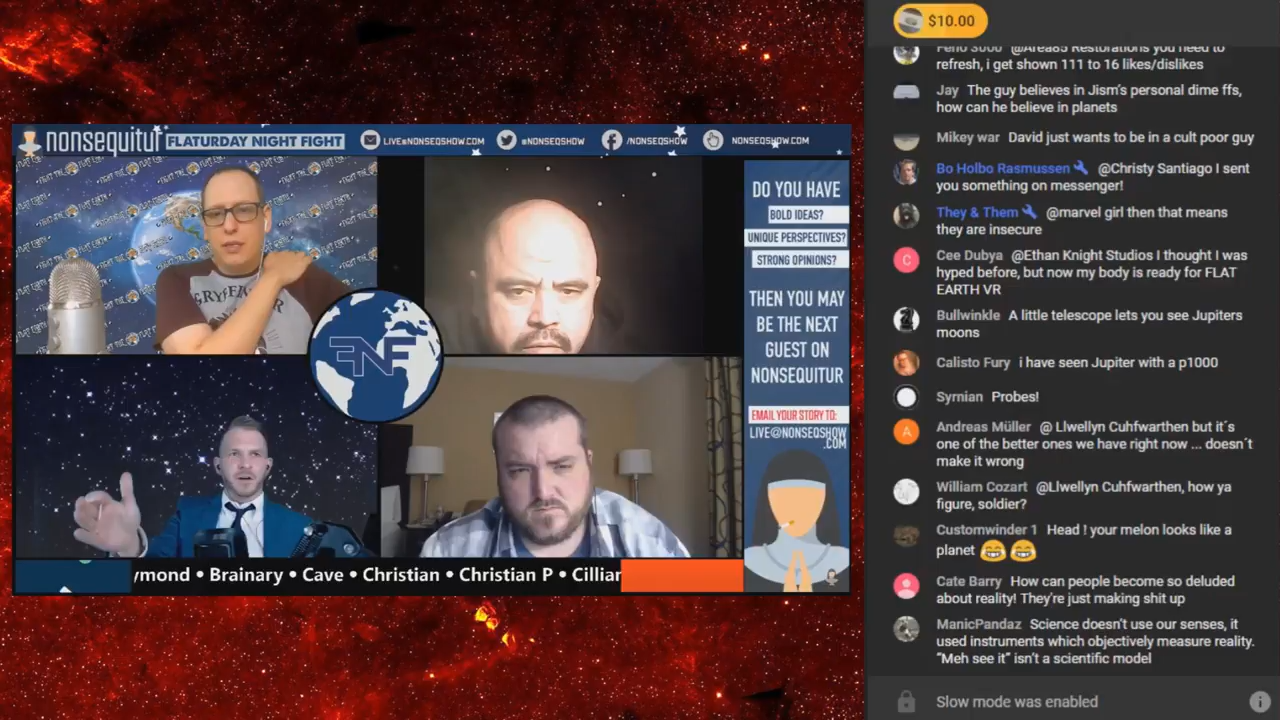 nonsequitur FLATURDAY NIGHT FIGHT LIVE@NONSEQSHOW.COM @NONSEQSHOW /NONSEQSHOW NONSEQSHOW.COM
GRYFF
FNF
DO YOU HAVE
BOLD IDEAS?
UNIQUE PERSPECTIVES?
STRONG OPINIONS?
THEN YOU MAY
BE THE NEXT
GUEST ON
NONSEQUITUR
EMAIL YOUR STORY TO:
LIVE@NONSEQSHOW
.COM
ymond • Brainary • Cave • Christian • Christian P • Cillian
$10.00
@Area85 Restorations you need to
refresh, i get shown 111 to 16 likes/dislikes
Jay The guy believes in Jism's personal dime ffs,
how can he believe in planets
Mikey war David just wants to be in a cult poor guy
Bo Holbo Rasmussen @Christy Santiago I sent
you something on messenger!
They & Them @marvel girl then that means
they are insecure
Cee Dubya @Ethan Knight Studios I thought I was
hyped before, but now my body is ready for FLAT
EARTH VR
Bullwinkle A little telescope lets you see Jupiters
moons
Calisto Fury i have seen Jupiter with a p1000
Syrnian Probes!
Andreas Müller @ Llwellyn Cuhfwarthen but it´s
one of the better ones we have right now ... doesn´t
make it wrong
William Cozart @Llwellyn Cuhfwarthen, how ya
figure, soldier?
Customwinder 1 Head ! your melon looks like a
planet 😂 😂
Cate Barry How can people become so deluded
about reality! They're just making shit up
ManicPandaz Science doesn't use our senses, it
used instruments which objectively measure reality.
"Meh see it" isn't a scientific model
Slow mode was enabled